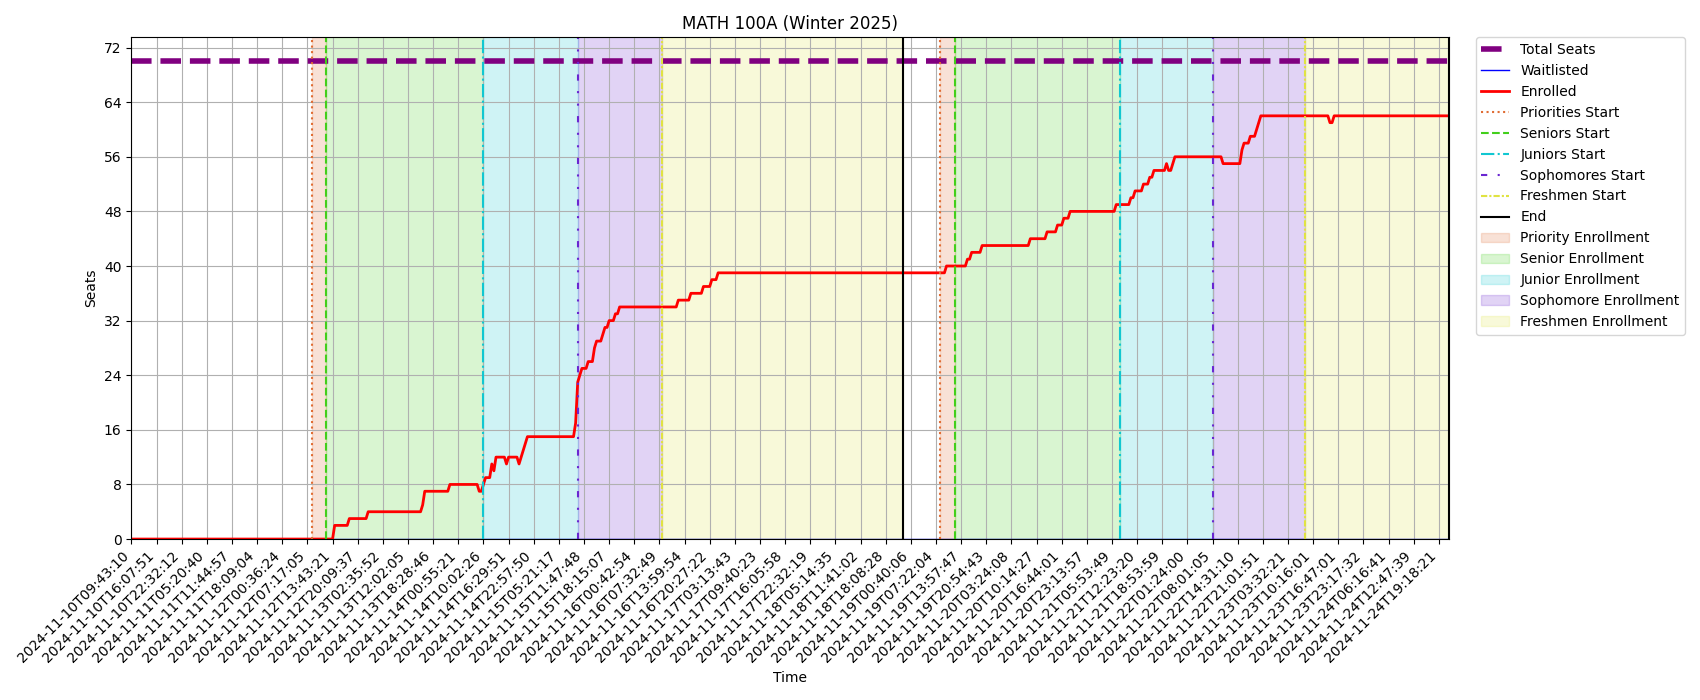 MATH 100A (Winter 2025)
72
64
56
48
40
32
24
16
8
0
Seats
2024-11-10T09:43:10
2024-11-10T16:07:51
2024-11-10T22:32:12
2024-11-11T05:20:40
2024-11-11T11:44:57
2024-11-11T18:09:04
2024-11-12T00:36:24
2024-11-12T07:17:05
2024-11-12T13:43:21
2024-11-12T20:09:37
2024-11-13T02:35:52
2024-11-13T12:02:05
2024-11-13T18:28:46
2024-11-14T00:55:21
2024-11-14T10:02:26
2024-11-14T16:29:51
2024-11-14T22:57:50
2024-11-15T05:21:17
2024-11-15T11:47:48
2024-11-15T18:15:07
2024-11-16T00:42:54
2024-11-16T07:32:49
2024-11-16T13:59:54
2024-11-16T20:27:22
2024-11-17T03:13:43
2024-11-17T09:40:23
2024-11-17T16:05:58
2024-11-17T22:32:19
2024-11-18T05:14:35
2024-11-18T11:41:02
2024-11-18T18:08:28
2024-11-19T00:40:06
2024-11-19T07:22:04
2024-11-19T13:57:47
2024-11-19T20:54:43
2024-11-20T03:24:08
2024-11-20T10:14:27
2024-11-20T16:44:01
2024-11-20T23:13:57
2024-11-21T05:53:49
2024-11-21T12:23:20
2024-11-21T18:53:59
2024-11-22T01:24:00
2024-11-22T08:01:05
2024-11-22T14:31:10
2024-11-22T21:01:51
2024-11-23T03:32:21
2024-11-23T10:16:01
2024-11-23T16:47:01
2024-11-23T23:17:32
2024-11-24T06:16:41
2024-11-24T12:47:39
2024-11-24T19:18:21
Time
Total Seats
Waitlisted
Enrolled
Priorities Start
Seniors Start
Juniors Start
Sophomores Start
Freshmen Start
End
Priority Enrollment
Senior Enrollment
Junior Enrollment
Sophomore Enrollment
Freshmen Enrollment